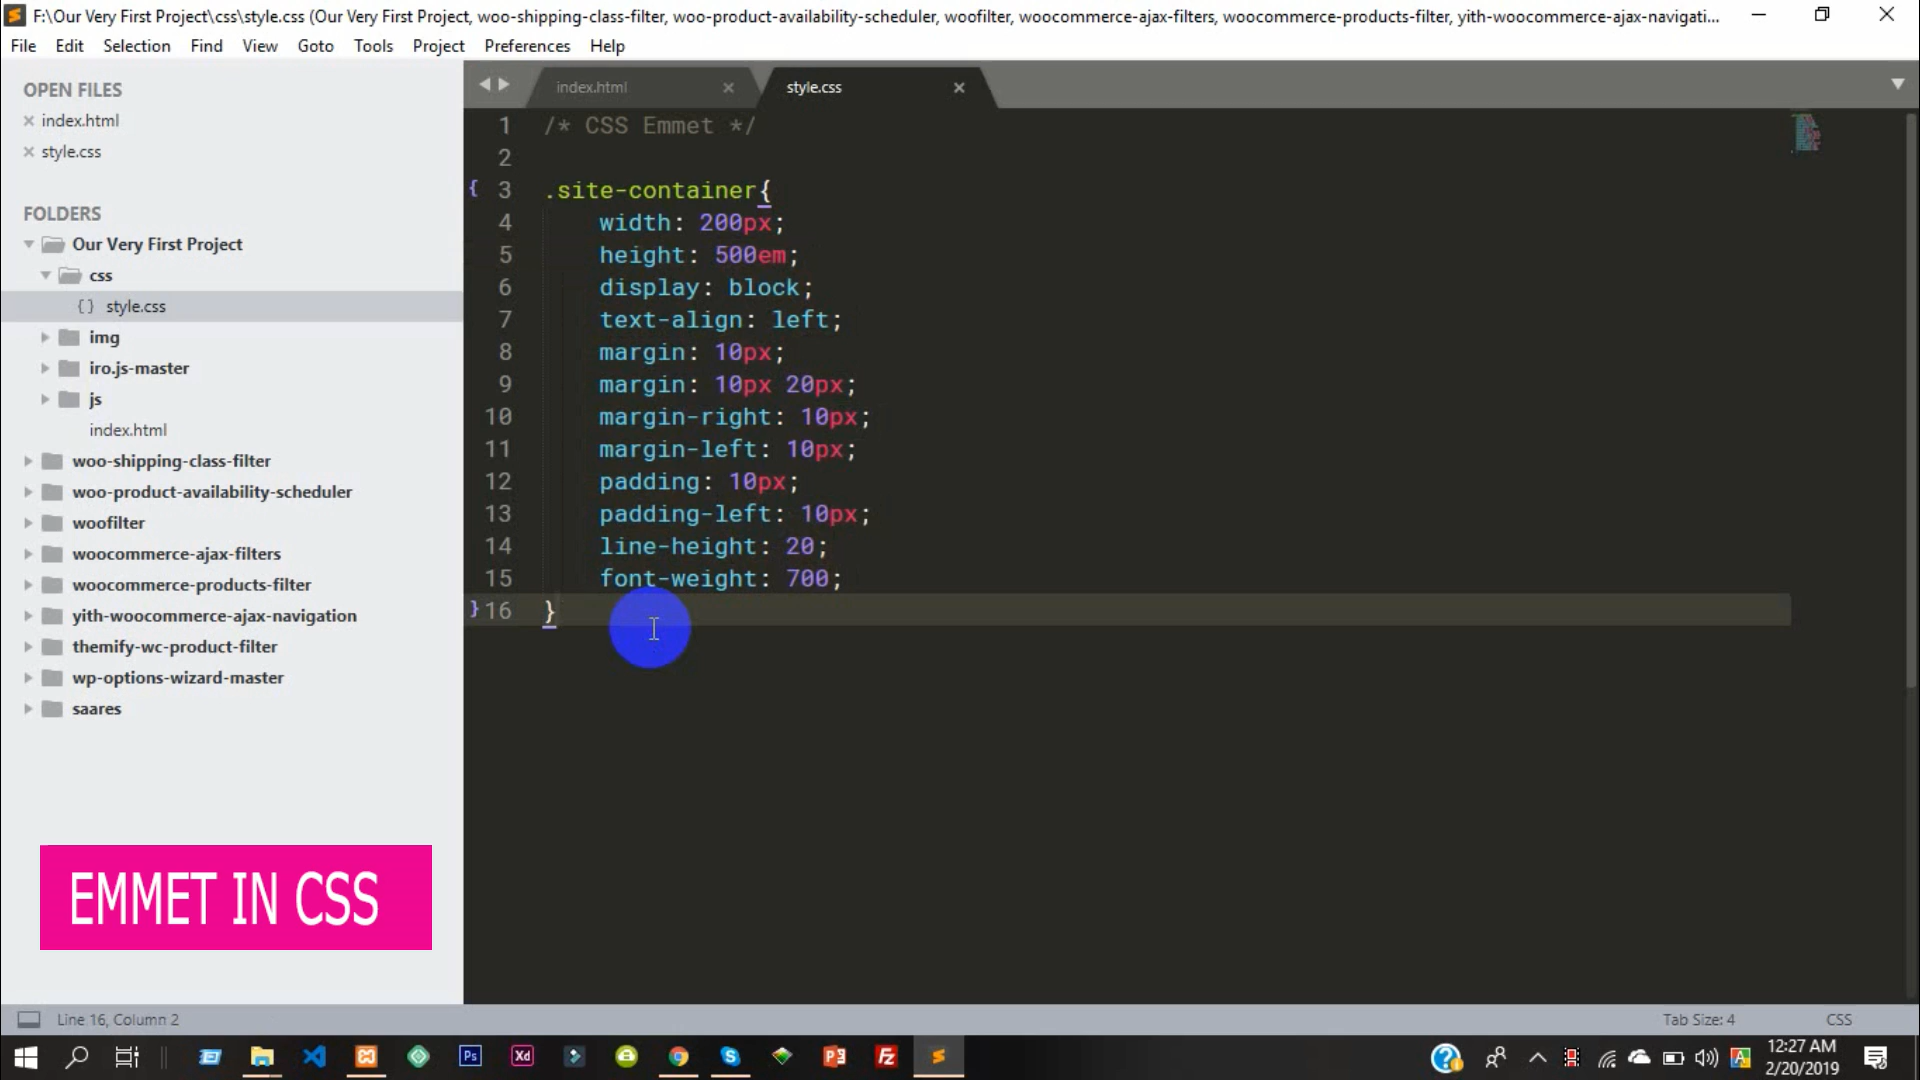 F:\Our Very First Project\css\style.css (Our Very First Project, woo-shipping-class-filter, woo-product-availability-scheduler, woofilter, woocommerce-ajax-filters, woocommerce-products-filter, yith-woocommerce-ajax-navigati...
File Edit Selection Find View Goto Tools Project Preferences Help
OPEN FILES
index.html
style.css
FOLDERS
Our Very First Project
css
{} style.css
img
iro.js-master
js
index.html
woo-shipping-class-filter
woo-product-availability-scheduler
woofilter
woocommerce-ajax-filters
woocommerce-products-filter
yith-woocommerce-ajax-navigation
themify-wc-product-filter
wp-options-wizard-master
saares
index.html style.css
1 /* CSS Emmet */
2
{ 3 .site-container{
4 width: 200px;
5 height: 500em;
6 display: block;
7 text-align: left;
8 margin: 10px;
9 margin: 10px 20px;
10 margin-right: 10px;
11 margin-left: 10px;
12 padding: 10px;
13 padding-left: 10px;
14 line-height: 20;
15 font-weight: 700;
} 16 }
EMMET IN CSS
Line 16, Column 2 Tab Size: 4 CSS
Ps Xd Fz A
12:27 AM
2/20/2019